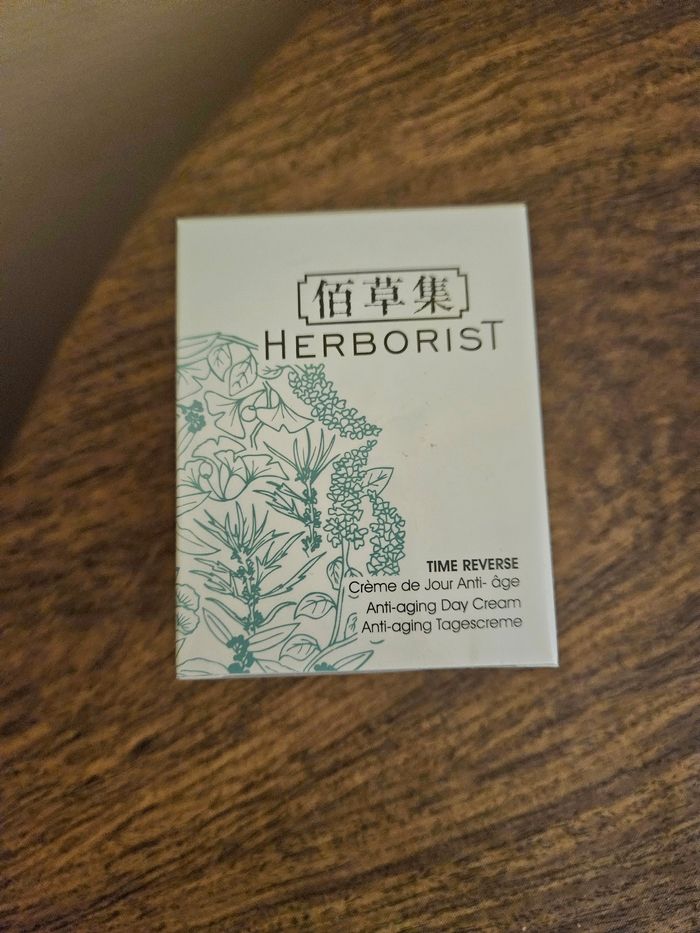 佰草集
HERBORIST
TIME REVERSE
Crème de Jour Anti- âge
Anti-aging Day Cream
Anti-aging Tagescreme